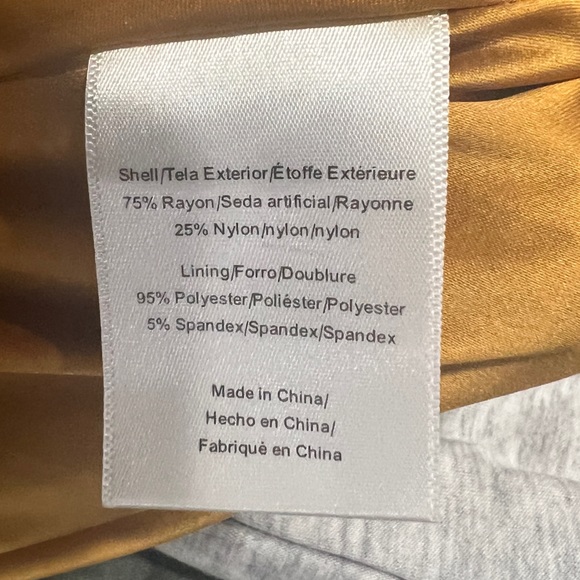 Shell/Tela Exterior/Étoffe Extérieure
75% Rayon/Seda artificial/Rayonne
25% Nylon/nylon/nylon
Lining/Forro/Doublure
95% Polyester/Poliéster/Polyester
5% Spandex/Spandex/Spandex
Made in China/
Hecho en China/
Fabriquè en China